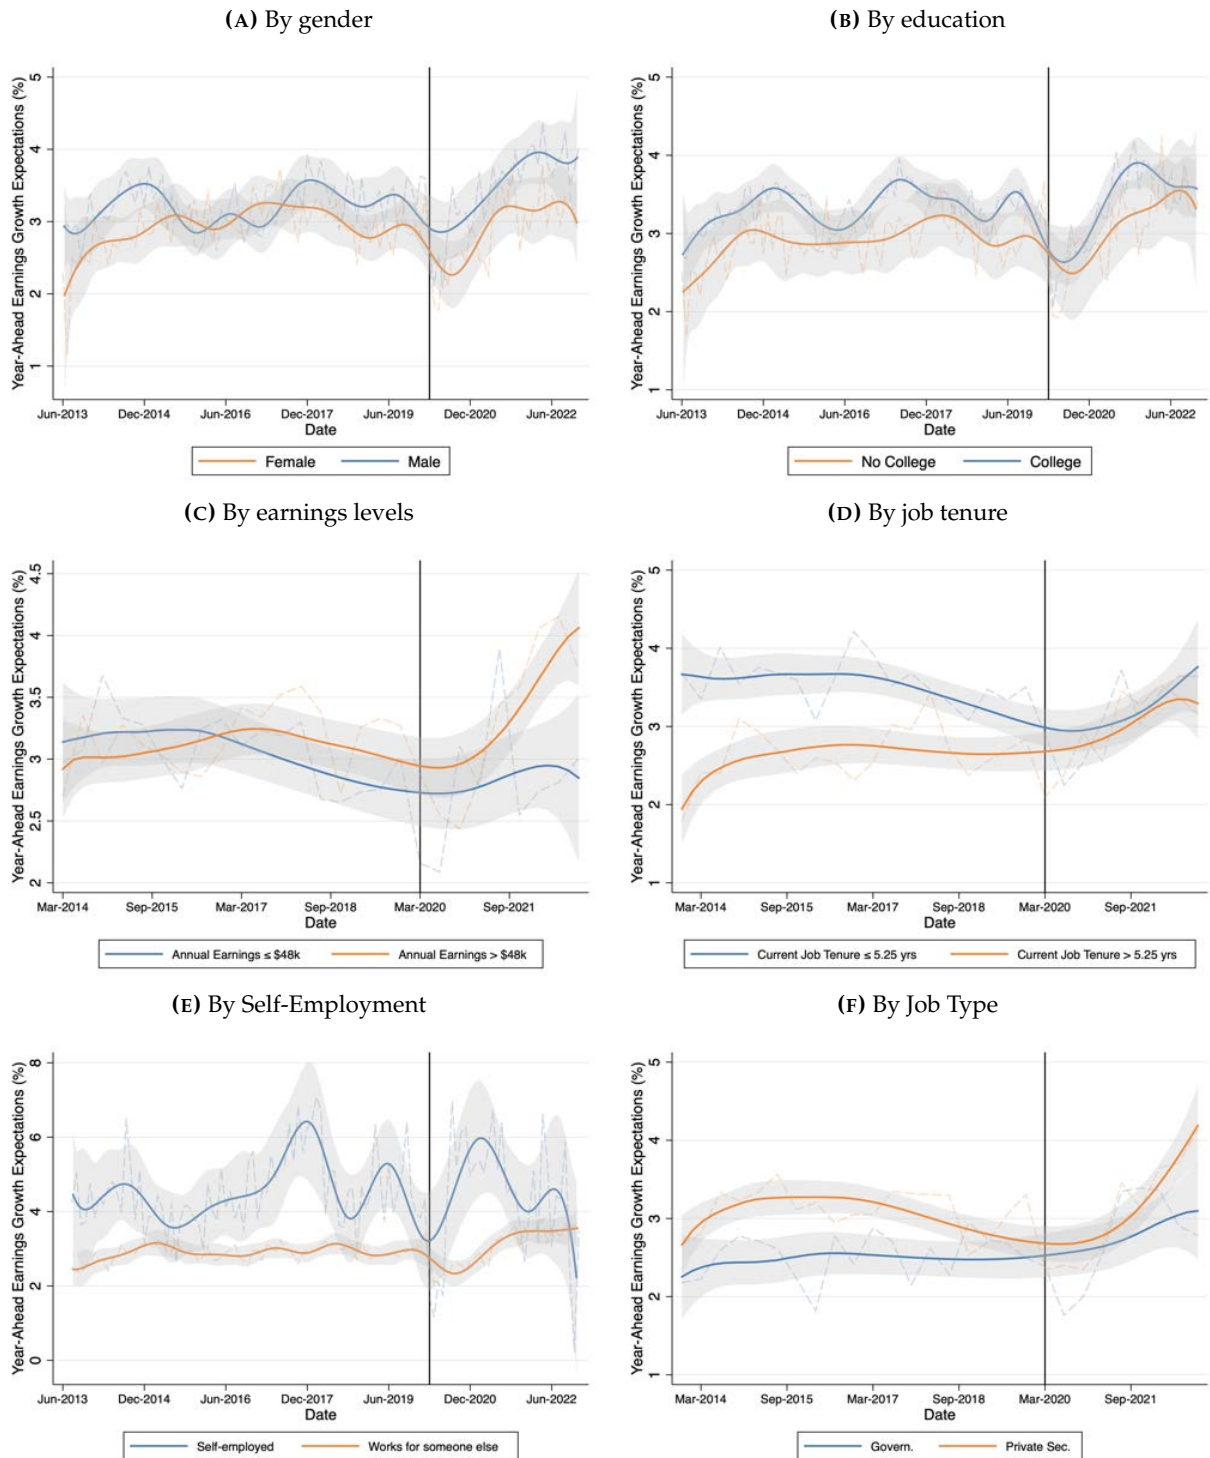 (A) By gender
Year-Ahead Earnings Growth Expectations (%)
5
4
3
2
1
Jun-2013 Dec-2014 Jun-2016 Dec-2017 Jun-2019 Dec-2020 Jun-2022
Date
Female Male
(B) By education
Year-Ahead Earnings Growth Expectations (%)
5
4
3
2
1
Jun-2013 Dec-2014 Jun-2016 Dec-2017 Jun-2019 Dec-2020 Jun-2022
Date
No College College
(C) By earnings levels
Year-Ahead Earnings Growth Expectations (%)
4.5
4
3.5
3
2.5
2
Mar-2014 Sep-2015 Mar-2017 Sep-2018 Mar-2020 Sep-2021
Date
Annual Earnings ≤ $48k Annual Earnings > $48k
(D) By job tenure
Year-Ahead Earnings Growth Expectations (%)
5
4
3
2
1
Mar-2014 Sep-2015 Mar-2017 Sep-2018 Mar-2020 Sep-2021
Date
Current Job Tenure ≤ 5.25 yrs Current Job Tenure > 5.25 yrs
(E) By Self-Employment
Year-Ahead Earnings Growth Expectations (%)
8
6
4
2
0
Jun-2013 Dec-2014 Jun-2016 Dec-2017 Jun-2019 Dec-2020 Jun-2022
Date
Self-employed Works for someone else
(F) By Job Type
Year-Ahead Earnings Growth Expectations (%)
5
4
3
2
1
Mar-2014 Sep-2015 Mar-2017 Sep-2018 Mar-2020 Sep-2021
Date
Govern. Private Sec.